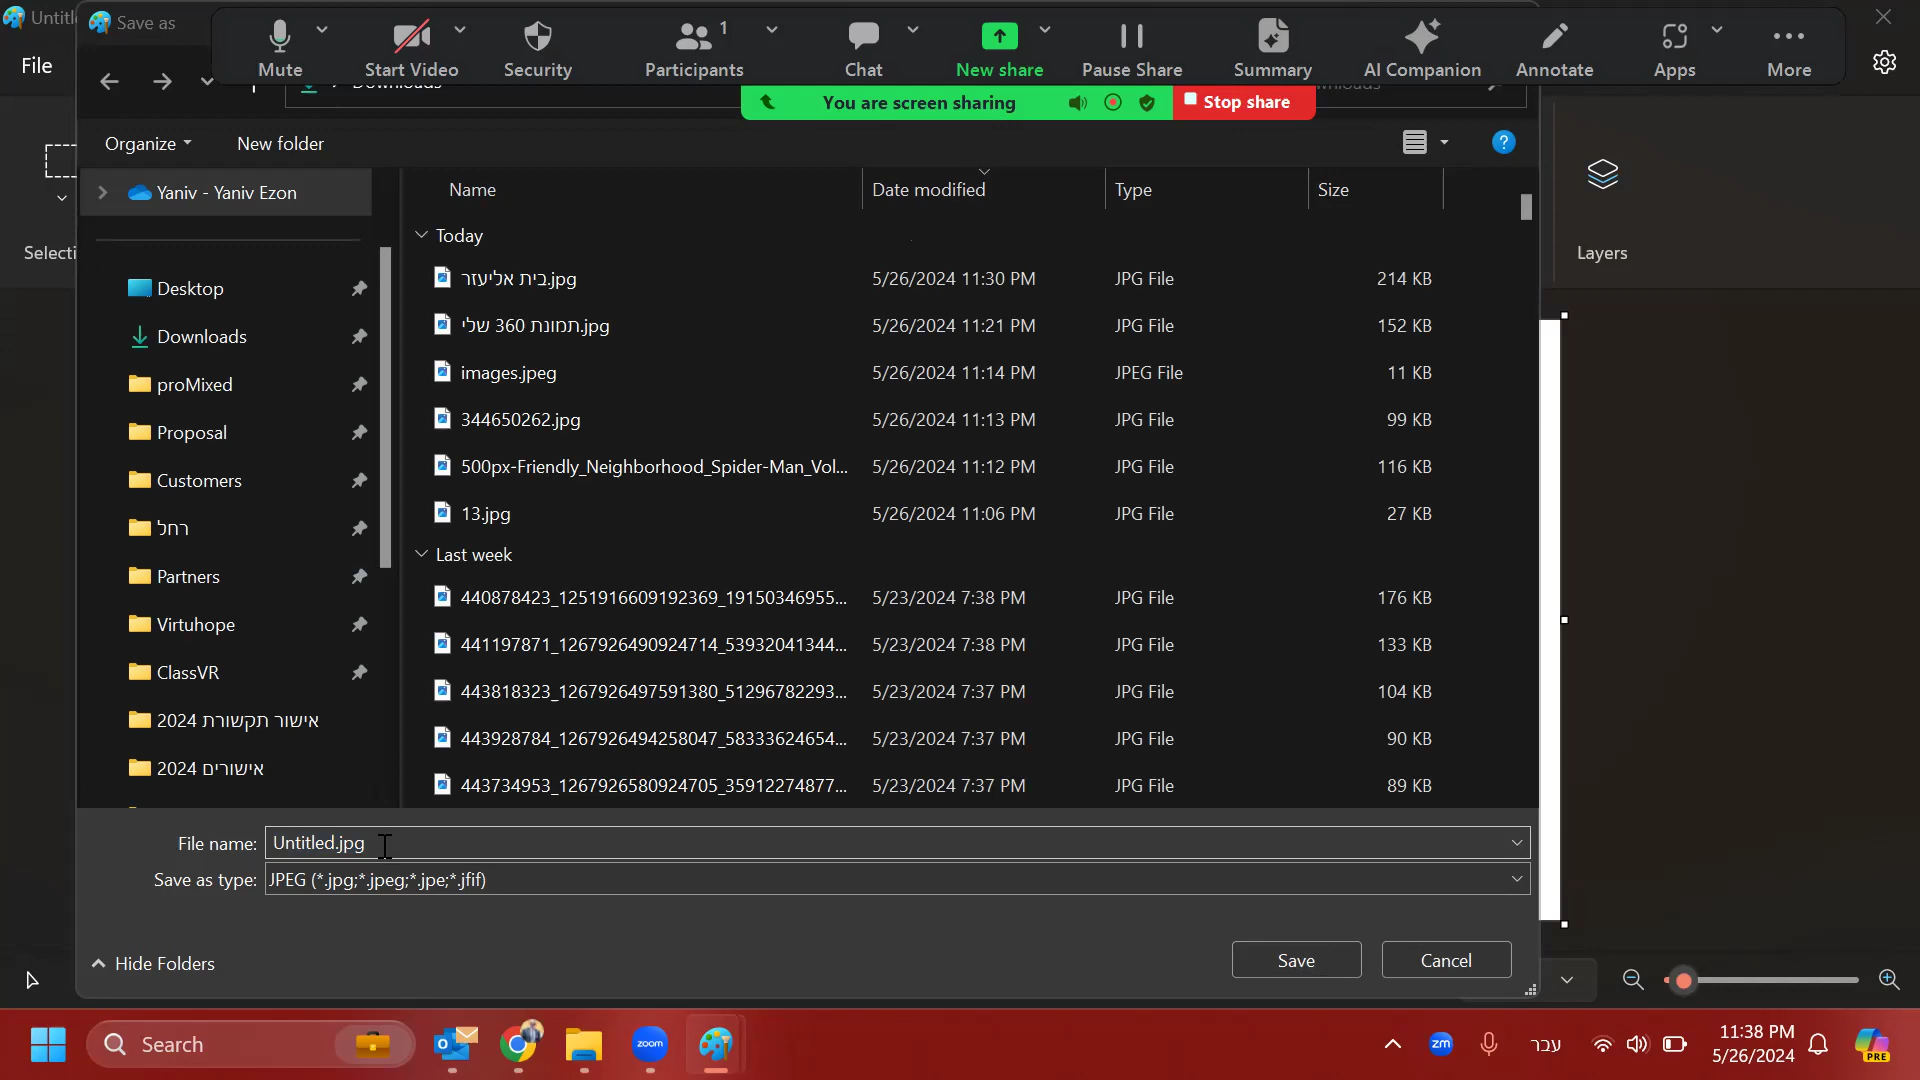 Untitl
Save as
Mute
Start Video
Security
Participants
1
Chat
New share
Pause Share
Summary
AI Companion
Annotate
Apps
More
File
You are screen sharing
Stop share
Downloads
Organize
New folder
Yaniv - Yaniv Ezon
Name
Date modified
Type
Size
Selecti
Layers
Desktop
Downloads
proMixed
Proposal
Customers
רחל
Partners
Virtuhope
ClassVR
אישור תקשורת 2024
אישורים 2024
Today
בית אליעזר.jpg 5/26/2024 11:30 PM JPG File 214 KB
תמונת 360 שלי.jpg 5/26/2024 11:21 PM JPG File 152 KB
images.jpeg 5/26/2024 11:14 PM JPEG File 11 KB
344650262.jpg 5/26/2024 11:13 PM JPG File 99 KB
500px-Friendly_Neighborhood_Spider-Man_Vol... 5/26/2024 11:12 PM JPG File 116 KB
13.jpg 5/26/2024 11:06 PM JPG File 27 KB
Last week
440878423_1251916609192369_19150346955... 5/23/2024 7:38 PM JPG File 176 KB
441197871_1267926490924714_53932041344... 5/23/2024 7:38 PM JPG File 133 KB
443818323_1267926497591380_51296782293... 5/23/2024 7:37 PM JPG File 104 KB
443928784_1267926494258047_58333624654... 5/23/2024 7:37 PM JPG File 90 KB
443734953_1267926580924705_35912274877... 5/23/2024 7:37 PM JPG File 89 KB
File name: Untitled.jpg
Save as type: JPEG (*.jpg;*.jpeg;*.jpe;*.jfif)
Hide Folders
Save
Cancel
Search
zoom
zm
עבר
11:38 PM
5/26/2024
PRE